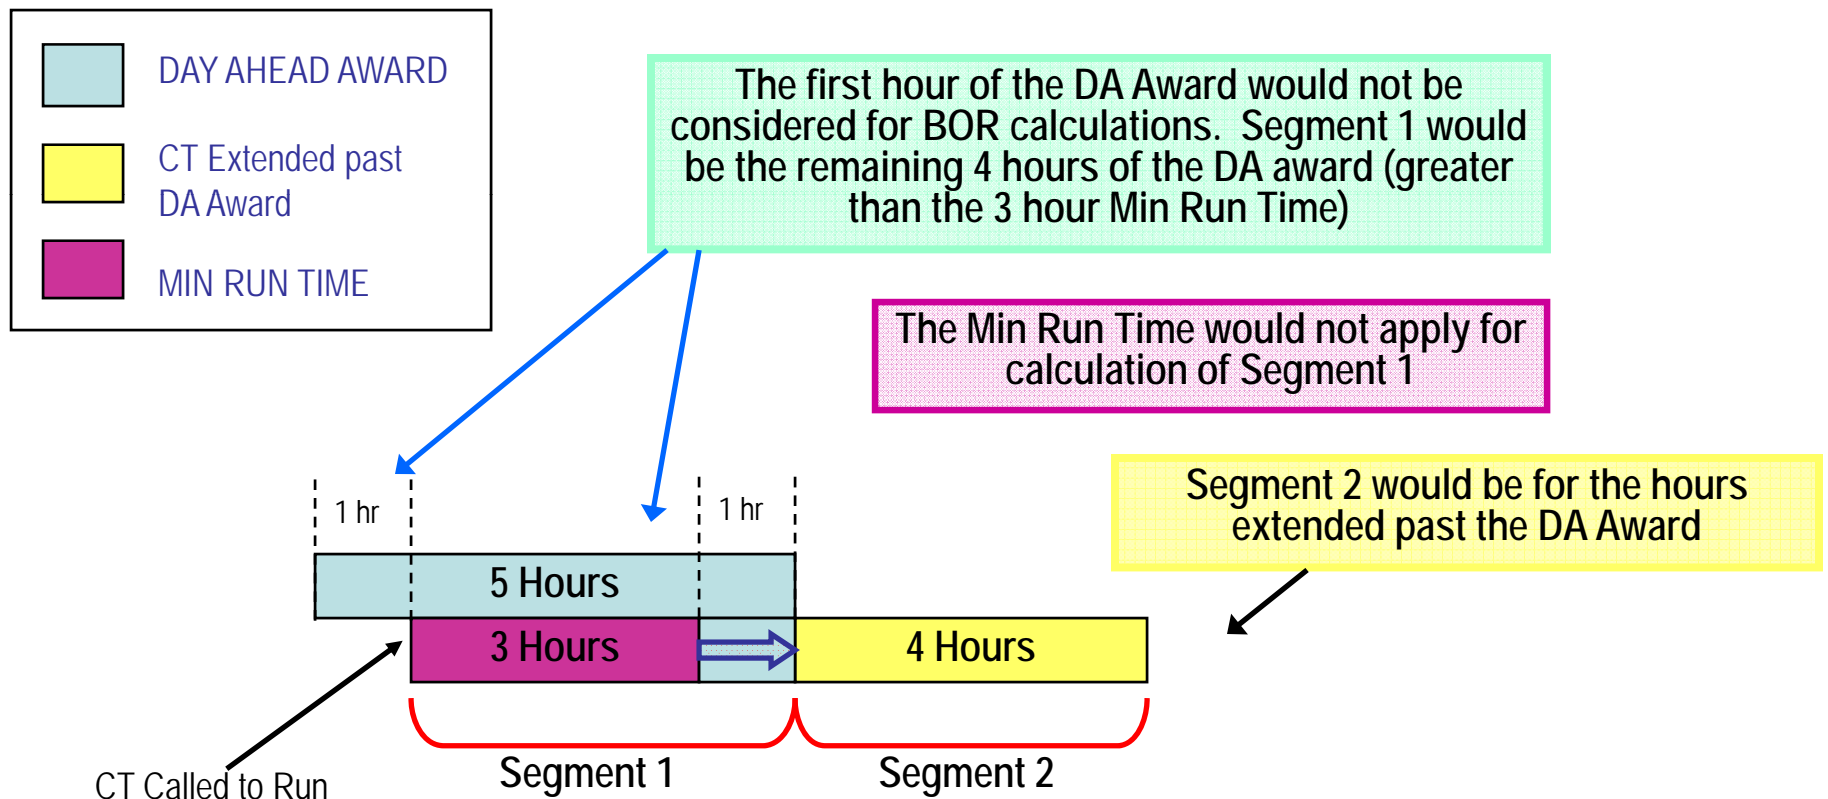 DAY AHEAD AWARD
CT Extended past
DA Award
MIN RUN TIME
The first hour of the DA Award would not be
considered for BOR calculations. Segment 1 would
be the remaining 4 hours of the DA award (greater
than the 3 hour Min Run Time)
The Min Run Time would not apply for
calculation of Segment 1
Segment 2 would be for the hours
extended past the DA Award
1 hr
1 hr
5 Hours
3 Hours
4 Hours
Segment 1
Segment 2
CT Called to Run